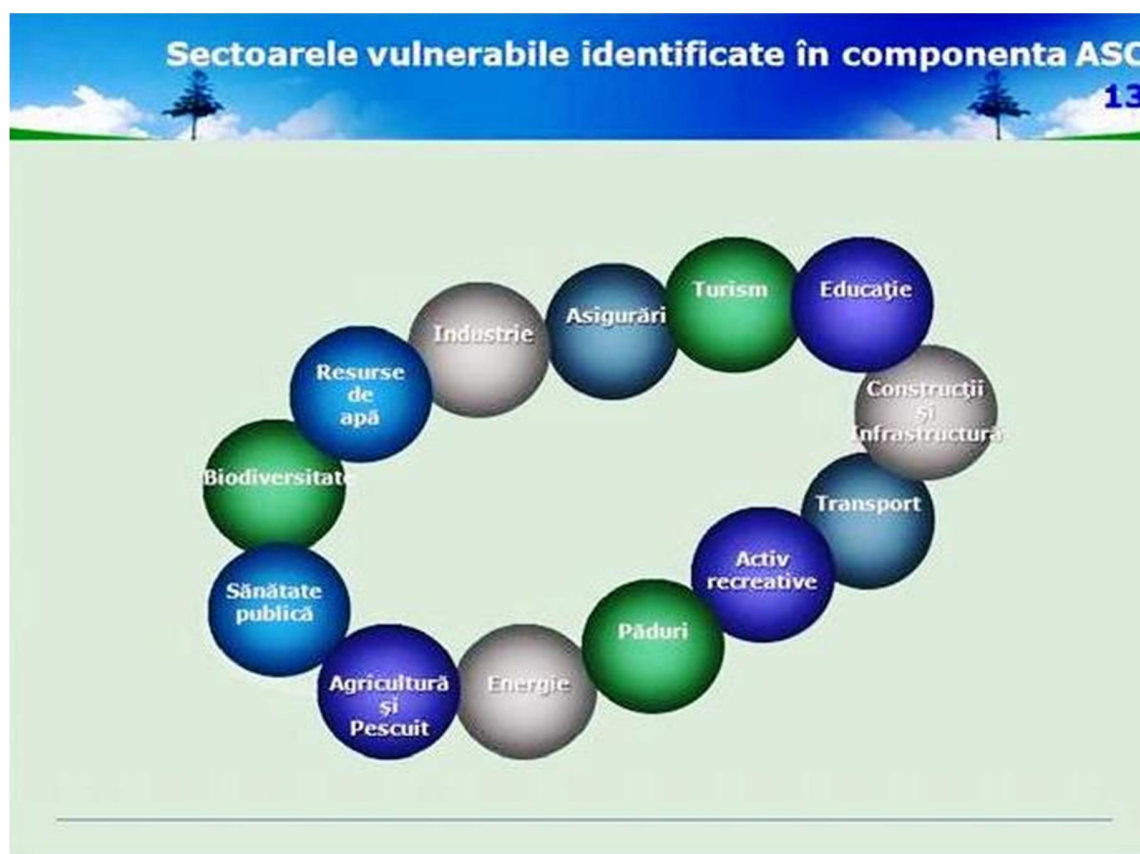 Sectoarele vulnerabile identificate în componenta ASC
13
Turism
Educaţie
Asigurări
Industrie
Resurse
de
apă
Construcţii
şi
Infrastructură
Biodiversitate
Transport
Activ
recreative
Sănătate
publică
Păduri
Agricultură
şi
Pescuit
Energie